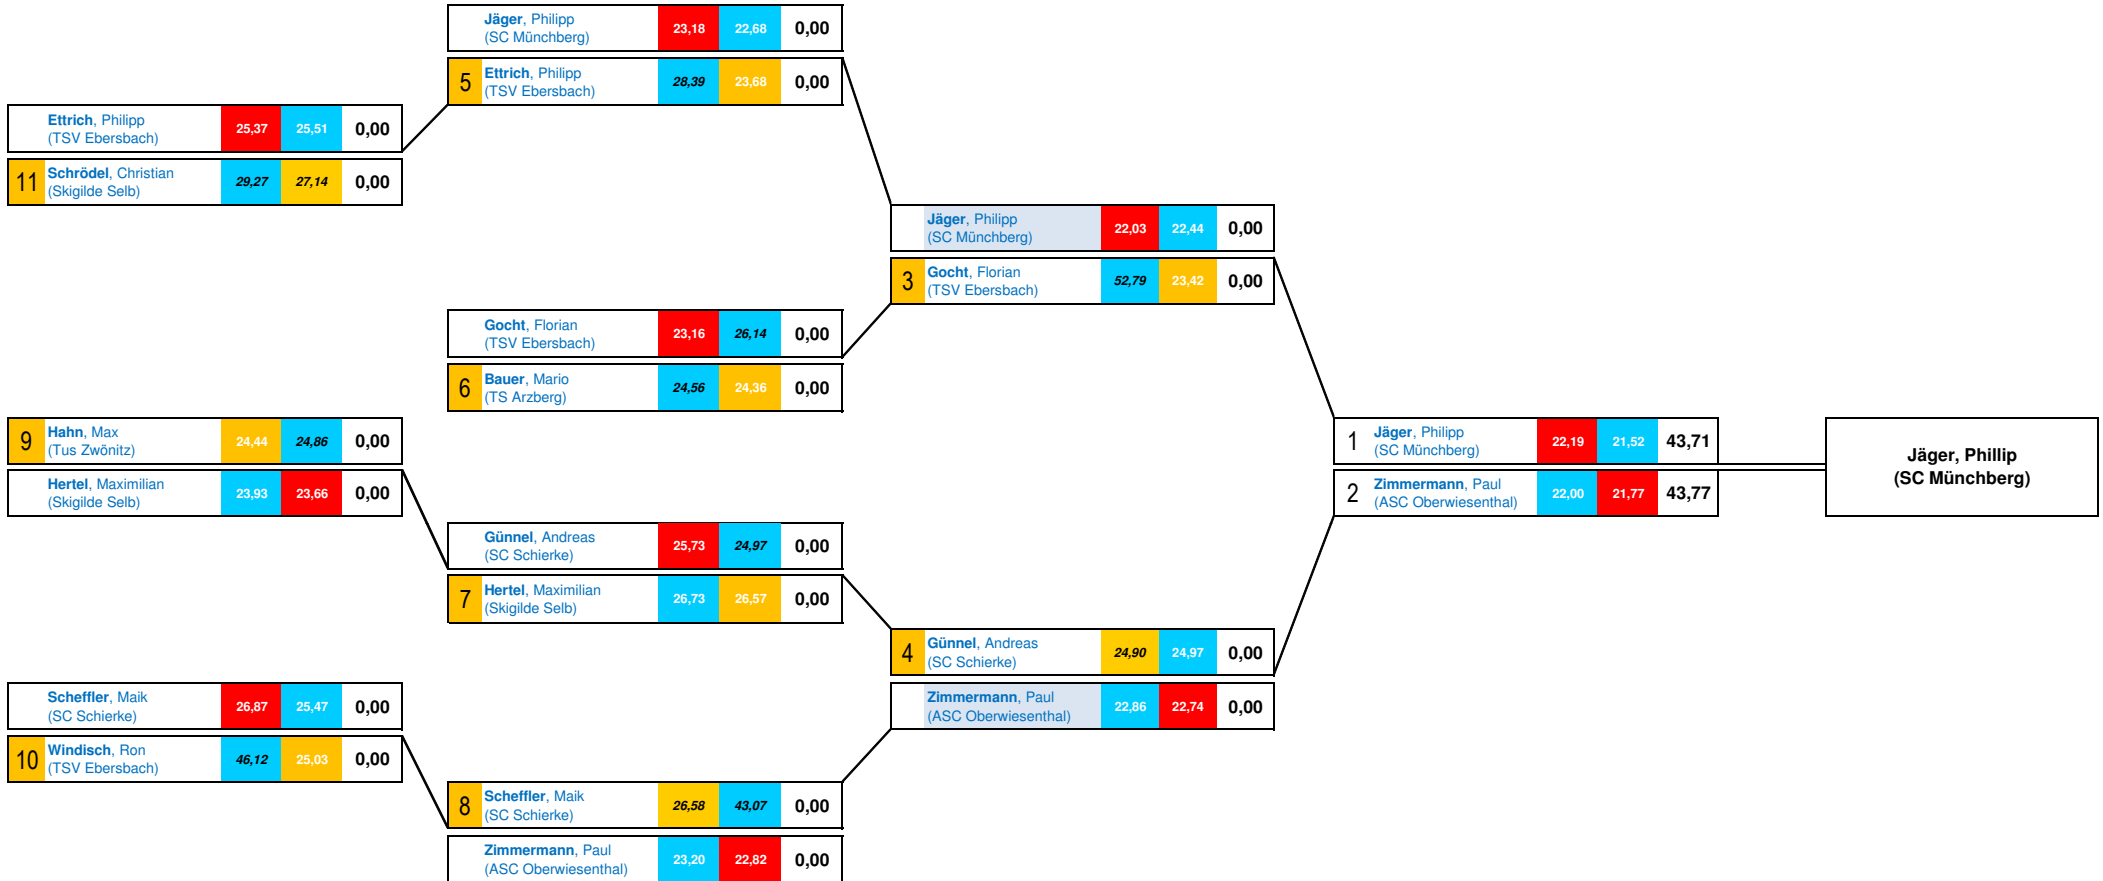 Jäger, Philipp
(SC Münchberg)
23,18 22,68 0,00
5 Ettrich, Philipp
(TSV Ebersbach)
28,39 23,68 0,00
Ettrich, Philipp
(TSV Ebersbach)
25,37 25,51 0,00
11 Schrödel, Christian
(Skigilde Selb)
29,27 27,14 0,00
Jäger, Philipp
(SC Münchberg)
22,03 22,44 0,00
3 Gocht, Florian
(TSV Ebersbach)
52,79 23,42 0,00
Gocht, Florian
(TSV Ebersbach)
23,16 26,14 0,00
6 Bauer, Mario
(TS Arzberg)
24,56 24,36 0,00
9 Hahn, Max
(Tus Zwönitz)
24,44 24,86 0,00
Hertel, Maximilian
(Skigilde Selb)
23,93 23,66 0,00
1 Jäger, Philipp
(SC Münchberg)
22,19 21,52 43,71
2 Zimmermann, Paul
(ASC Oberwiesenthal)
22,00 21,77 43,77
Jäger, Phillip
(SC Münchberg)
Günnel, Andreas
(SC Schierke)
25,73 24,97 0,00
7 Hertel, Maximilian
(Skigilde Selb)
26,73 26,57 0,00
4 Günnel, Andreas
(SC Schierke)
24,90 24,97 0,00
Zimmermann, Paul
(ASC Oberwiesenthal)
22,86 22,74 0,00
Scheffler, Maik
(SC Schierke)
26,87 25,47 0,00
10 Windisch, Ron
(TSV Ebersbach)
46,12 25,03 0,00
8 Scheffler, Maik
(SC Schierke)
26,58 43,07 0,00
Zimmermann, Paul
(ASC Oberwiesenthal)
23,20 22,82 0,00